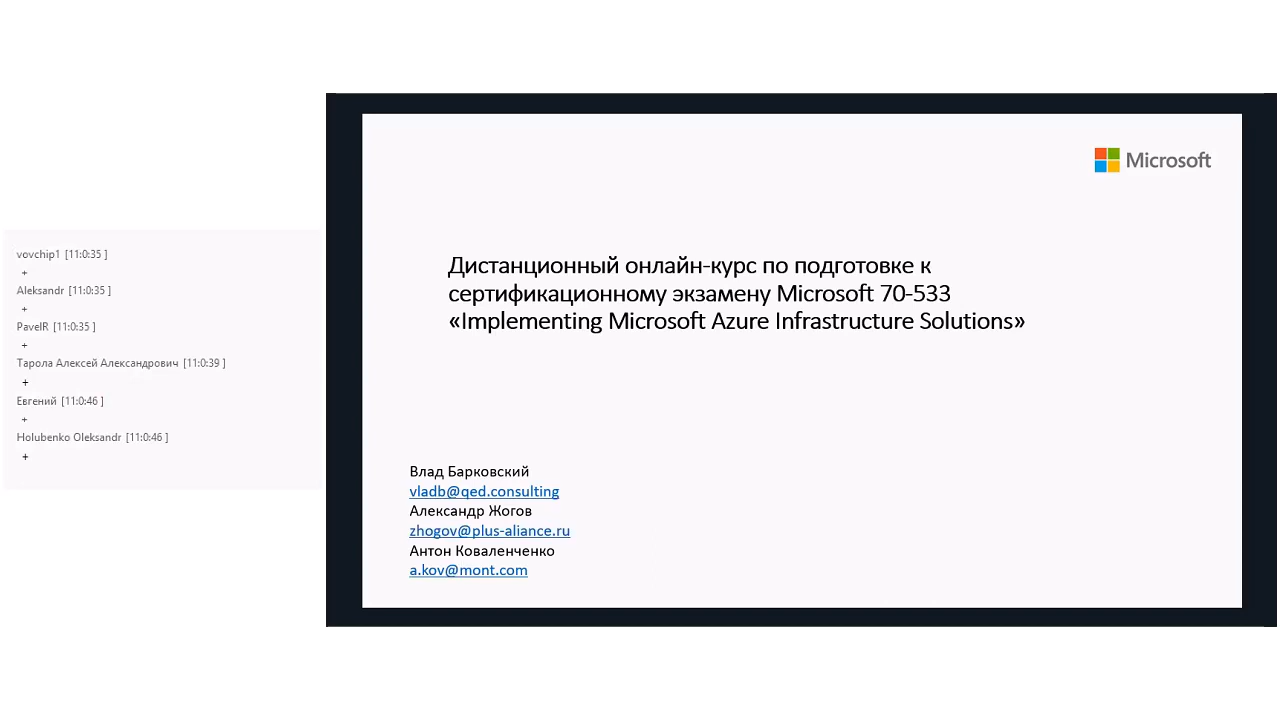 vovchip1 [11:0:35 ]
+
Aleksandr [11:0:35 ]
+
PavelR [11:0:35 ]
+
Тарола Алексей Александрович [11:0:39 ]
+
Евгений [11:0:46 ]
+
Holubenko Oleksandr [11:0:46 ]
+
Microsoft
Дистанционный онлайн-курс по подготовке к
сертификационному экзамену Microsoft 70-533
«Implementing Microsoft Azure Infrastructure Solutions»
Влад Барковский
vladb@qed.consulting
Александр Жогов
zhogov@plus-aliance.ru
Антон Коваленченко
a.kov@mont.com